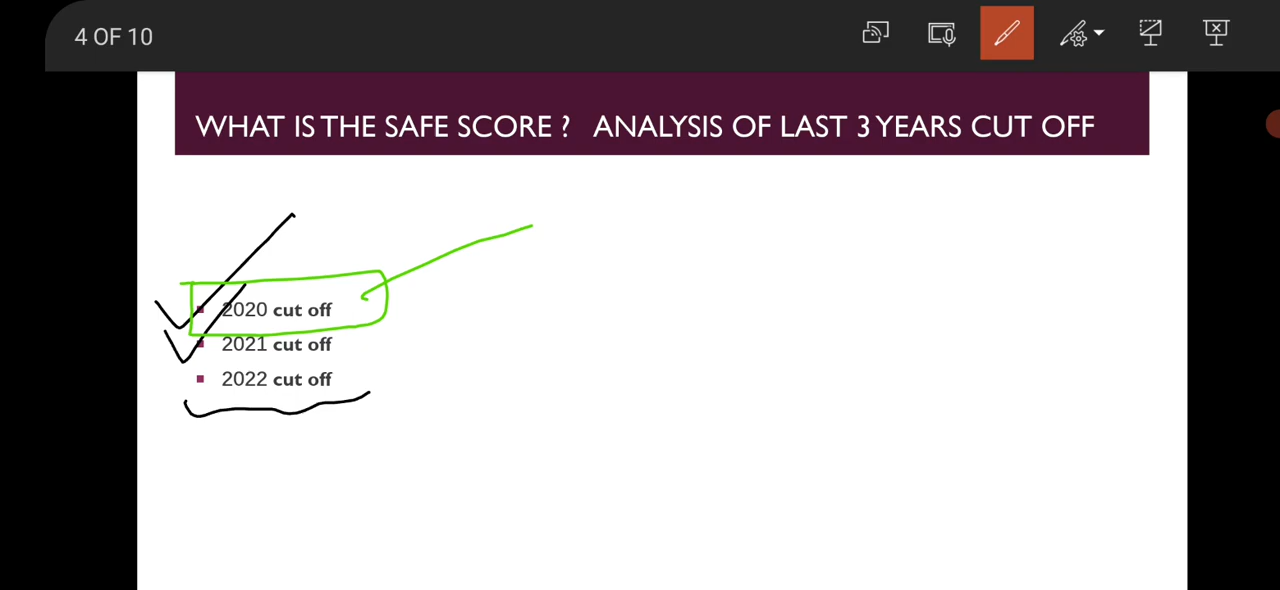 4 OF 10
WHAT IS THE SAFE SCORE ? ANALYSIS OF LAST 3 YEARS CUT OFF
2020 cut off
2021 cut off
2022 cut off